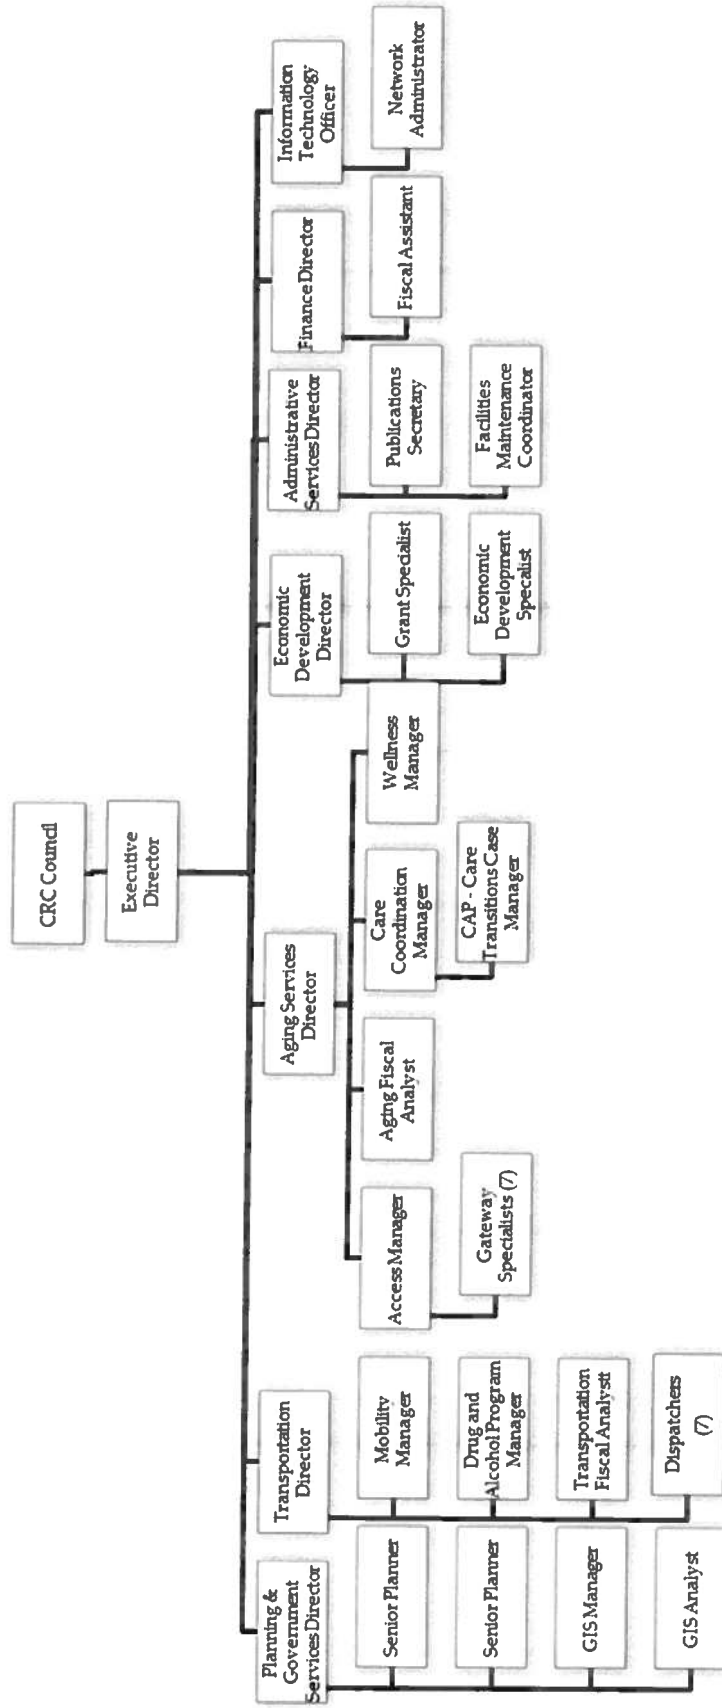 CRC Council
Executive
Director
Planning &
Government
Services Director
Senior Planner
Senior Planner
GIS Manager
GIS Analyst
Transportation
Director
Mobility
Manager
Drug and
Alcohol Program
Manager
Transportation
Fiscal Analystt
Dispatchers
(7)
Aging Services
Director
Access Manager
Gateway
Specialists (7)
Aging Fiscal
Analyst
Care
Coordination
Manager
CAP - Care
Transitions Case
Manager
Wellness
Manager
Economic
Development
Director
Grant Specialist
Economic
Development
Specalist
Administrative
Services Director
Publications
Secretary
Facilities
Maintenance
Coordinator
Finance Director
Fiscal Assistant
Information
Technology
Officer
Network
Administrator